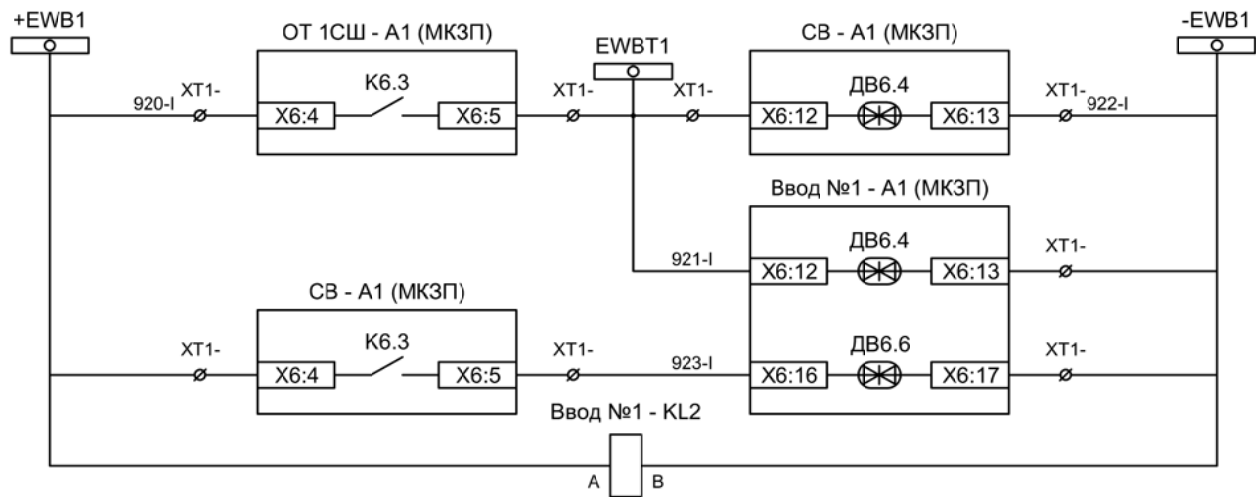 +EWB1
-EWB1
ОТ 1СШ - А1 (МКЗП)
EWBT1
СВ - А1 (МКЗП)
920-I
XT1-
X6:4
K6.3
X6:5
XT1-
XT1-
X6:12
ДВ6.4
X6:13
XT1-
922-I
Ввод №1 - А1 (МКЗП)
921-I
X6:12
ДВ6.4
X6:13
XT1-
СВ - А1 (МКЗП)
XT1-
X6:4
K6.3
X6:5
XT1-
923-I
X6:16
ДВ6.6
X6:17
XT1-
Ввод №1 - KL2
A
B